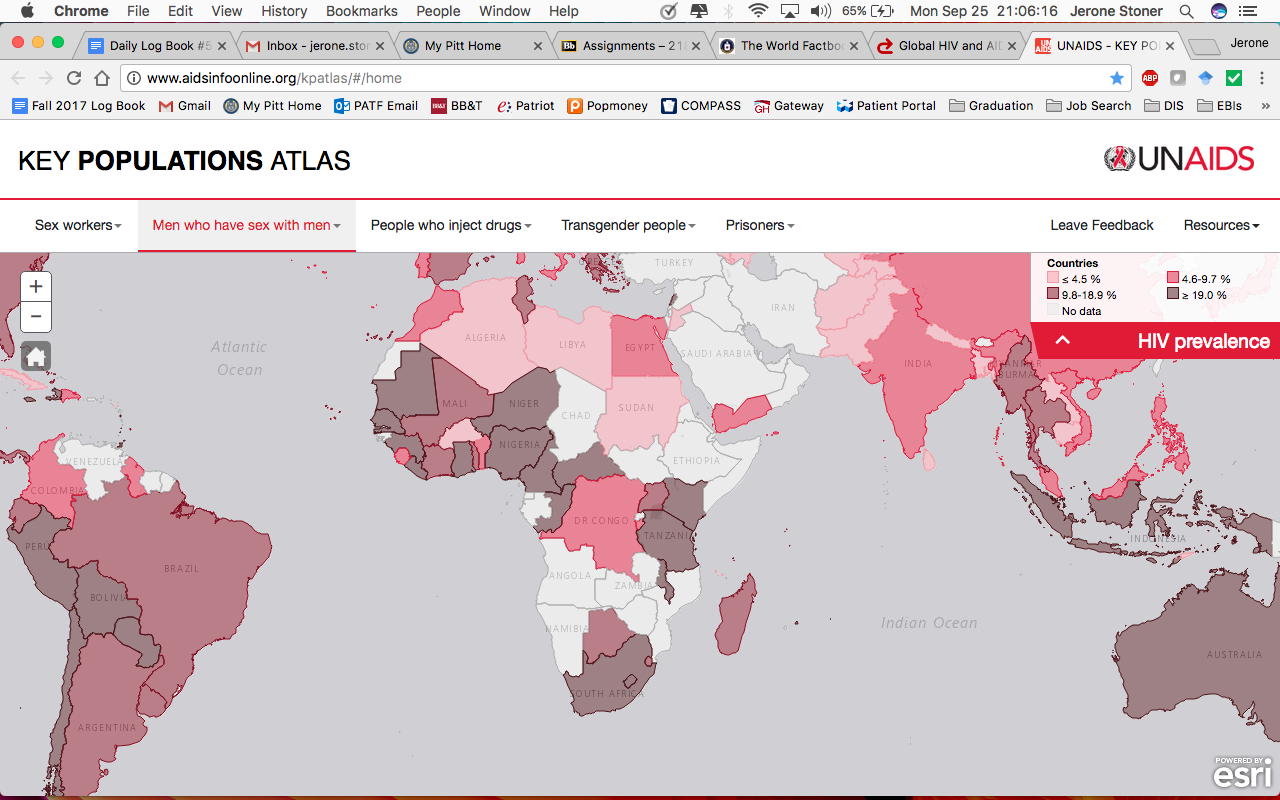 Chrome File Edit View History Bookmarks People Window Help 65% Mon Sep 25 21:06:16 Jerone Stoner
Daily Log Book #5 Inbox - jerone.stor My Pitt Home Assignments – 218 The World Factboo Global HIV and AID UNAIDS - KEY PO Jerone
www.aidsinfoonline.org/kpatlas/#/home ABP
Fall 2017 Log Book Gmail My Pitt Home PATF Email BB&T Patriot Popmoney COMPASS Gateway Patient Portal Graduation Job Search DIS EBIs »
KEY POPULATIONS ATLAS UNAIDS
Sex workers Men who have sex with men People who inject drugs Transgender people Prisoners Leave Feedback Resources
Countries
≤ 4.5 % 4.6-9.7 %
9.8-18.9 % ≥ 19.0 %
No data
HIV prevalence
+
−
TURKEY
IRAN
ALGERIA
LIBYA
EGYPT
SAUDI ARABIA
Atlantic
Ocean
INDIA
BURMA
MALI
NIGER
CHAD
SUDAN
NIGERIA
ETHIOPIA
VENEZUELA
COLOMBIA
DR CONGO
TANZANI
INDONESIA
PERU
BRAZIL
ANGOLA
ZAMBIA
BOLIVIA
NAMIBIA
Indian Ocean
AUSTRALIA
SOUTH AFRICA
ARGENTINA
POWERED BY
esri